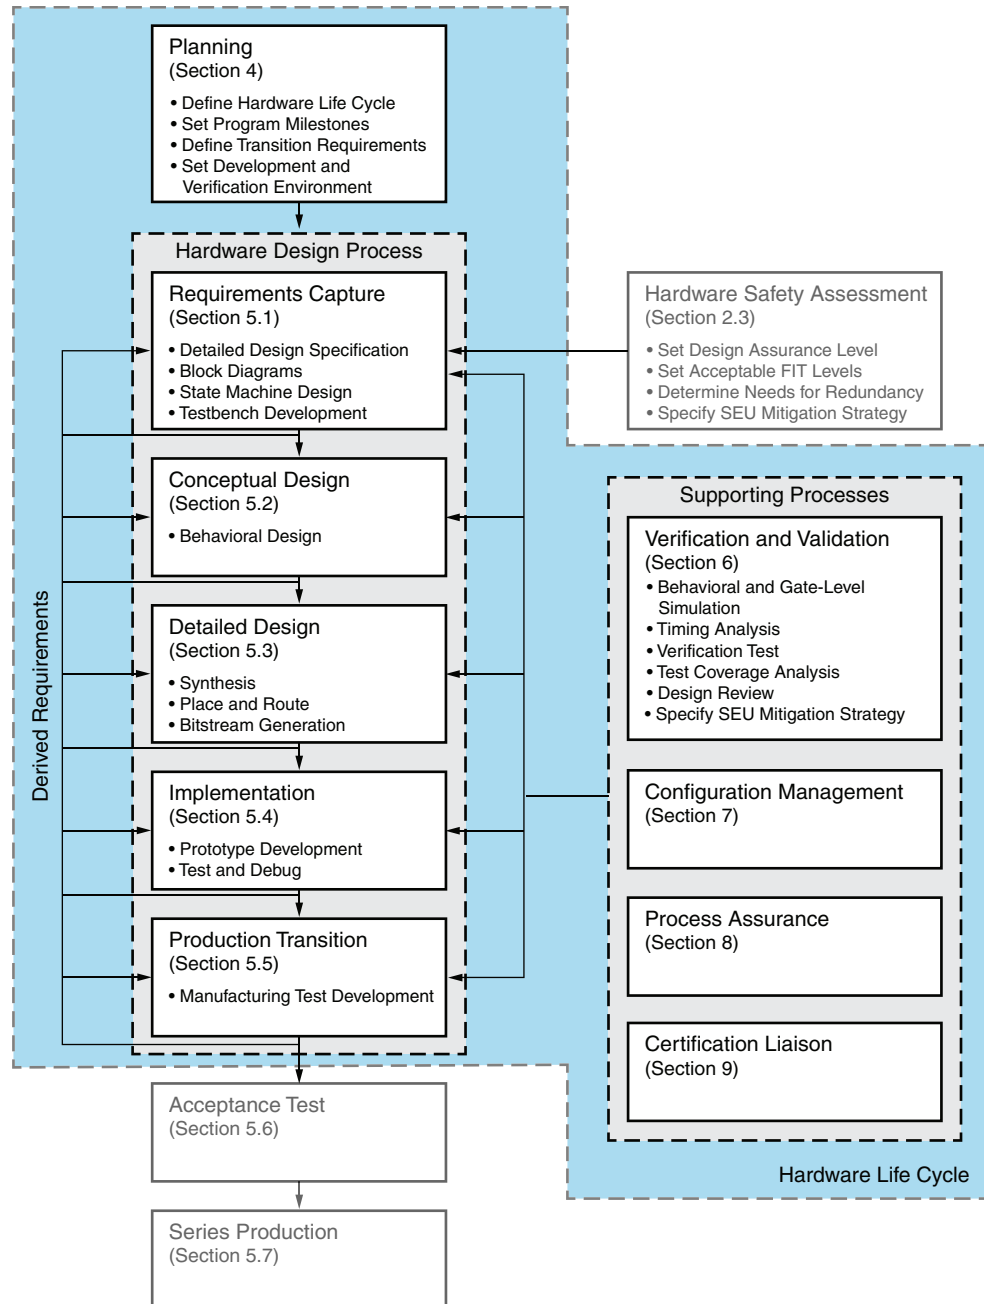 Planning
(Section 4)
• Define Hardware Life Cycle
• Set Program Milestones
• Define Transition Requirements
• Set Development and
Verification Environment
Hardware Design Process
Requirements Capture
(Section 5.1)
• Detailed Design Specification
• Block Diagrams
• State Machine Design
• Testbench Development
Hardware Safety Assessment
(Section 2.3)
• Set Design Assurance Level
• Set Acceptable FIT Levels
• Determine Needs for Redundancy
• Specify SEU Mitigation Strategy
Conceptual Design
(Section 5.2)
• Behavioral Design
Detailed Design
(Section 5.3)
• Synthesis
• Place and Route
• Bitstream Generation
Implementation
(Section 5.4)
• Prototype Development
• Test and Debug
Production Transition
(Section 5.5)
• Manufacturing Test Development
Derived Requirements
Supporting Processes
Verification and Validation
(Section 6)
• Behavioral and Gate-Level
Simulation
• Timing Analysis
• Verification Test
• Test Coverage Analysis
• Design Review
• Specify SEU Mitigation Strategy
Configuration Management
(Section 7)
Process Assurance
(Section 8)
Certification Liaison
(Section 9)
Hardware Life Cycle
Acceptance Test
(Section 5.6)
Series Production
(Section 5.7)